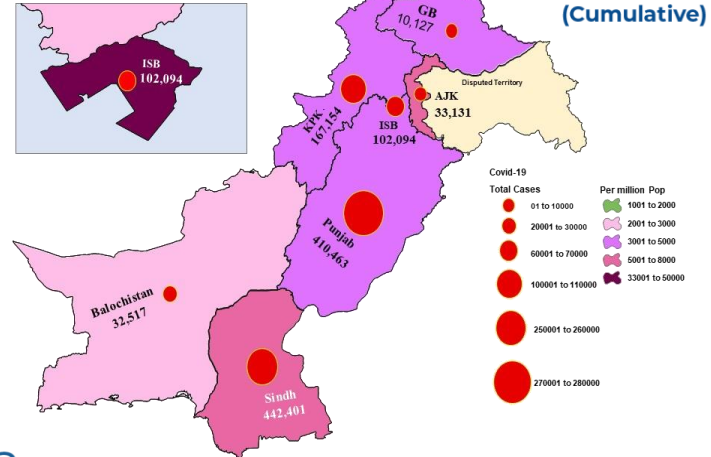 (Cumulative)
GB
10,127
ISB
102,094
Disputed Territory
AJK
33,131
KPK
167,154
ISB
102,094
Punjab
410,463
Balochistan
32,517
Sindh
442,401
Covid-19
Total Cases
01 to 10000
20001 to 30000
60001 to 70000
100001 to 110000
250001 to 260000
270001 to 280000
Per million Pop
1001 to 2000
2001 to 3000
3001 to 5000
5001 to 8000
33001 to 50000